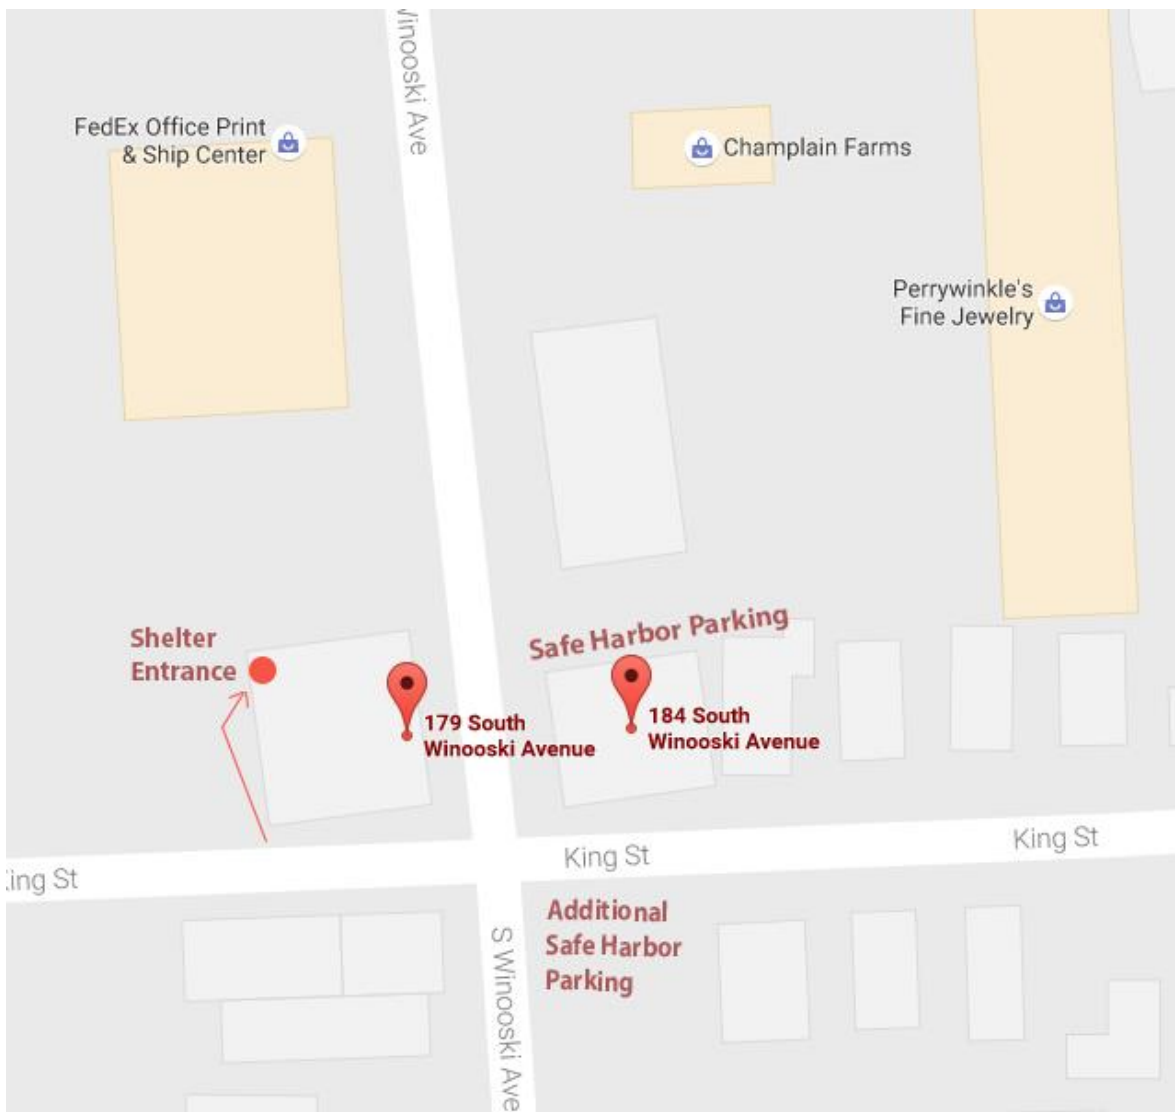 Winooski Ave
FedEx Office Print
& Ship Center
Champlain Farms
Perrywinkle's
Fine Jewelry
Shelter
Entrance
Safe Harbor Parking
179 South
Winooski Avenue
184 South
Winooski Avenue
King St
King St
King St
Additional
Safe Harbor
Parking
S Winooski Ave